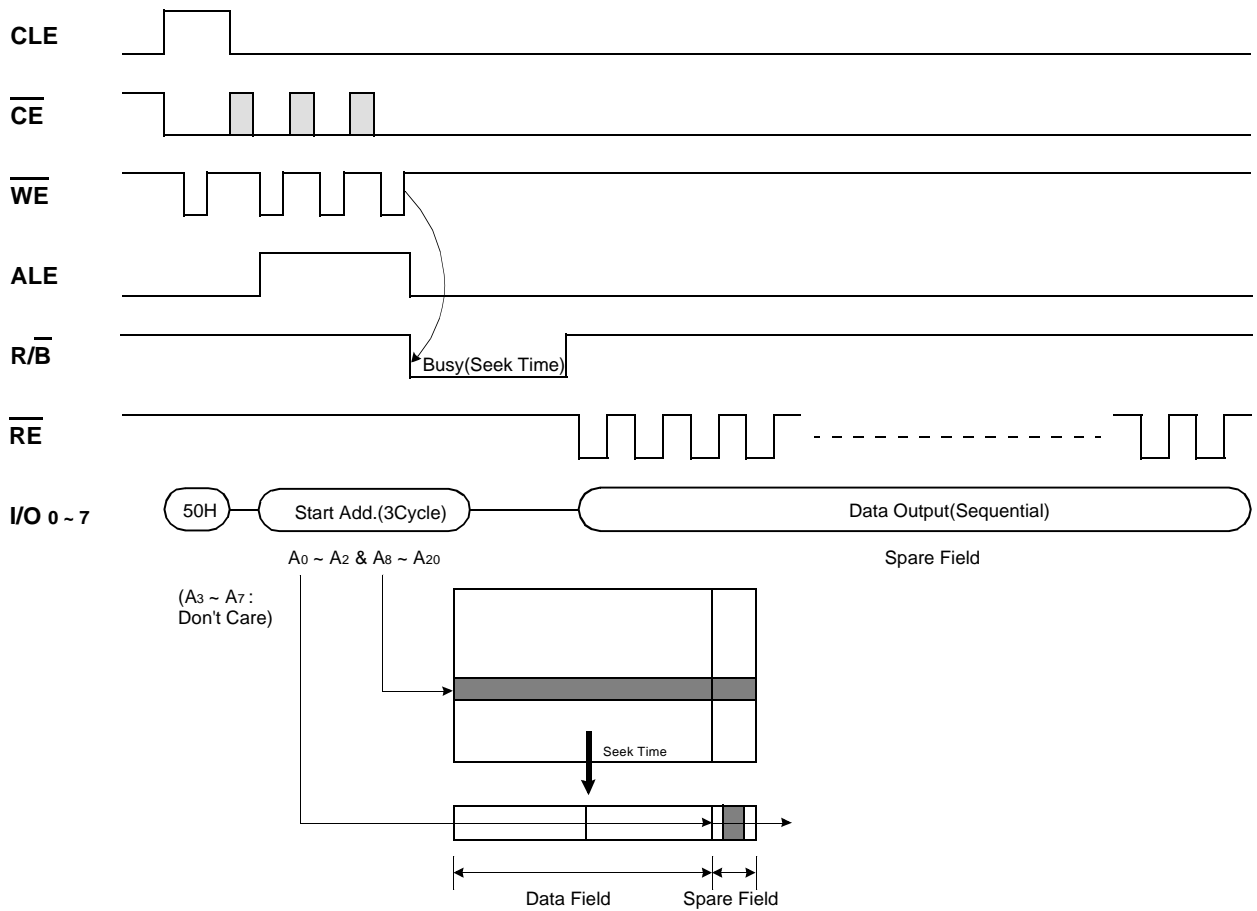 CLE
CE
WE
ALE
R/B
Busy(Seek Time)
RE
I/O 0 ~ 7
50H
Start Add.(3Cycle)
Data Output(Sequential)
A0 ~ A2 & A8 ~ A20
Spare Field
(A3 ~ A7 :
Don't Care)
Seek Time
Data Field
Spare Field